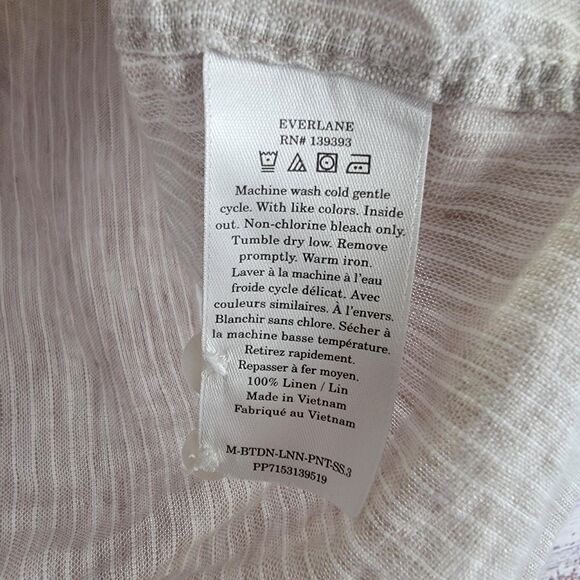 EVERLANE
RN# 139393
Machine wash cold gentle
cycle. With like colors. Inside
out. Non-chlorine bleach only.
Tumble dry low. Remove
promptly. Warm iron.
Laver à la machine à l'eau
froide cycle délicat. Avec
couleurs similaires. À l'envers.
Blanchir sans chlore. Sécher à
la machine basse température.
Retirez rapidement.
Repasser à fer moyen.
100% Linen / Lin
Made in Vietnam
Fabriqué au Vietnam
M-BTDN-LNN-PNT-SS.3
PP7153139519